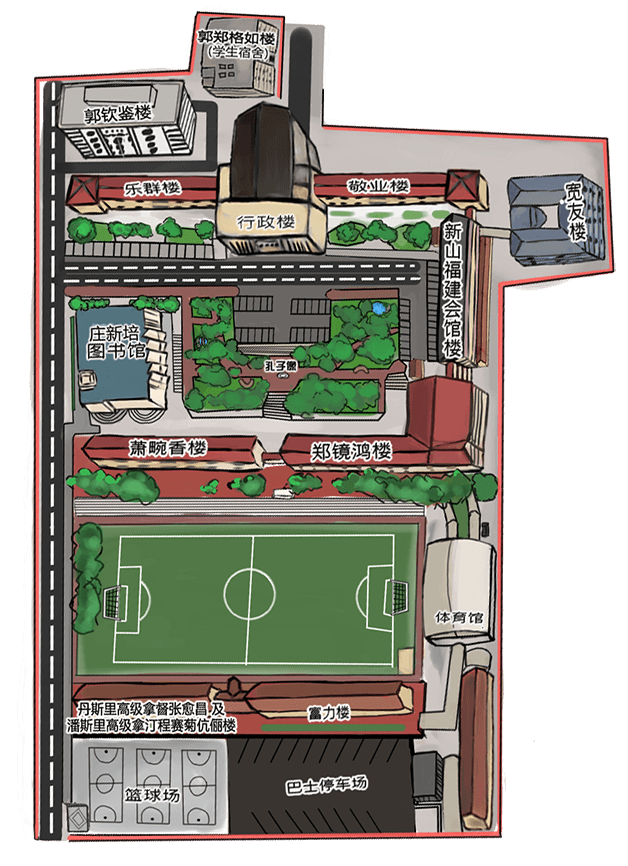 郭郑格如楼
(学生宿舍)
郭钦鉴楼
乐群楼
敬业楼
行政楼
宽友楼
新山福建会馆楼
庄新培
图书馆
孔子像
萧畹香楼
郑镜鸿楼
体育馆
丹斯里高级拿督张愈昌 及
潘斯里高级拿汀程赛菊伉俪楼
富力楼
篮球场
巴士停车场